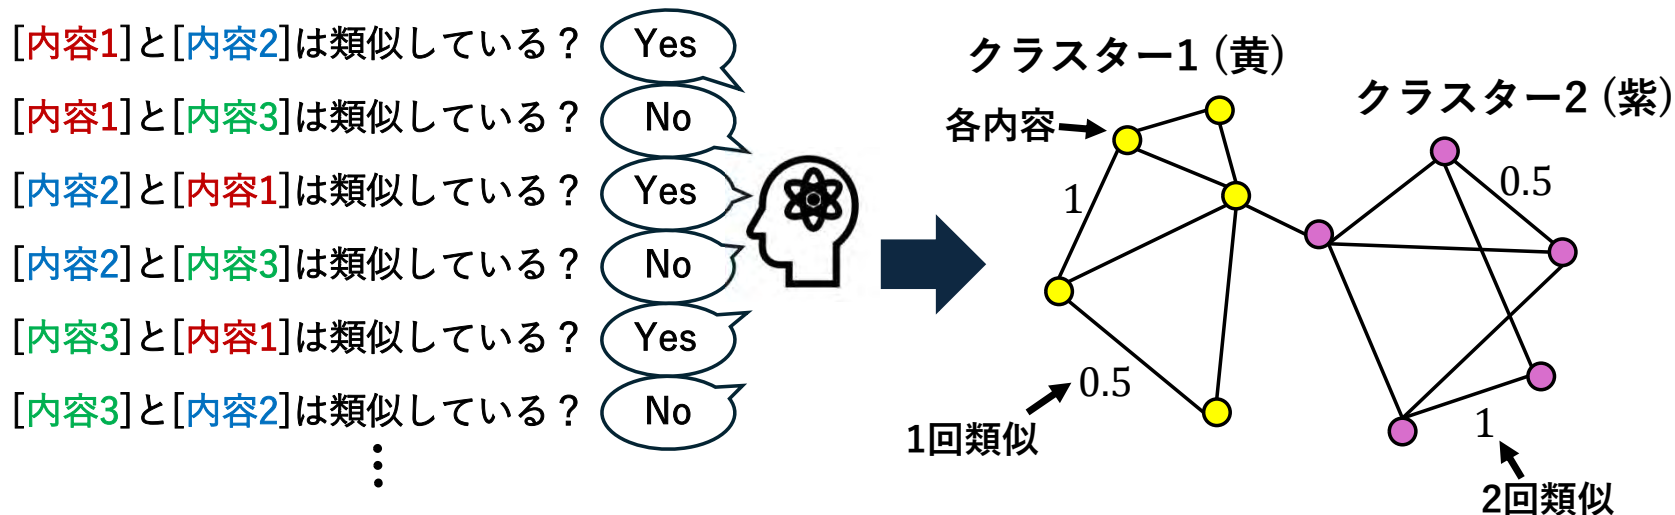 [内容1]と[内容2]は類似している？ Yes
[内容1]と[内容3]は類似している？ No
[内容2]と[内容1]は類似している？ Yes
[内容2]と[内容3]は類似している？ No
[内容3]と[内容1]は類似している？ Yes
[内容3]と[内容2]は類似している？ No
⋮
クラスター1 (黄)
クラスター2 (紫)
各内容
1
0.5
0.5
1回類似
1
2回類似